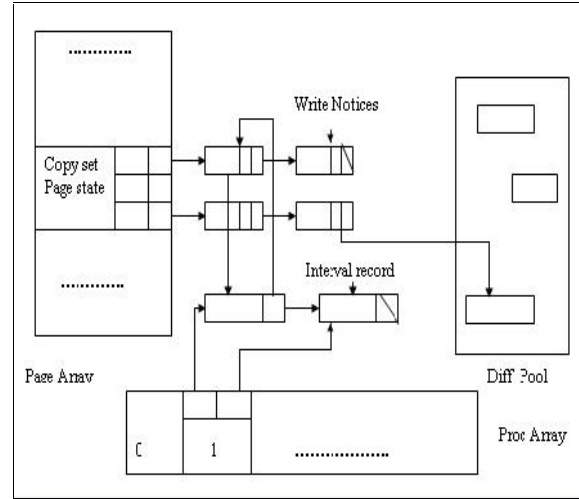 ............
Write Notices
Copy set
Page state
Interval record
............
Page Array
Diff Pool
Proc Array
1
..................